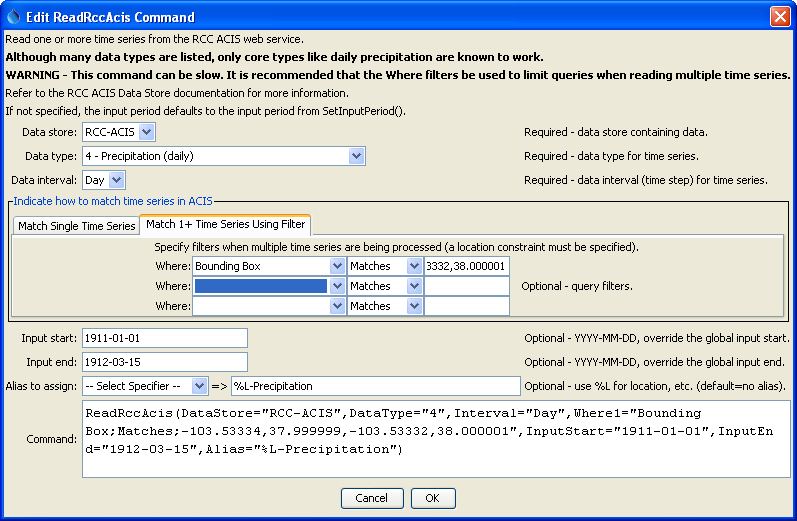 Edit ReadRccAcis Command
Read one or more time series from the RCC ACIS web service.
Although many data types are listed, only core types like daily precipitation are known to work.
WARNING - This command can be slow. It is recommended that the Where filters be used to limit queries when reading multiple time series.
Refer to the RCC ACIS Data Store documentation for more information.
If not specified, the input period defaults to the input period from SetInputPeriod().
Data store: RCC-ACIS Required - data store containing data.
Data type: 4 - Precipitation (daily) Required - data type for time series.
Data interval: Day Required - data interval (time step) for time series.
Indicate how to match time series in ACIS
Match Single Time Series Match 1+ Time Series Using Filter
Specify filters when multiple time series are being processed (a location constraint must be specified).
Where: Bounding Box Matches 3332,38.000001
Where: Matches Optional - query filters.
Where: Matches
Input start: 1911-01-01 Optional - YYYY-MM-DD, override the global input start.
Input end: 1912-03-15 Optional - YYYY-MM-DD, override the global input end.
Alias to assign: -- Select Specifier -- => %L-Precipitation Optional - use %L for location, etc. (default=no alias).
Command: ReadRccAcis(DataStore="RCC-ACIS",DataType="4",Interval="Day",Where1="Bounding
Box;Matches;-103.53334,37.999999,-103.53332,38.000001",InputStart="1911-01-01",InputEn
d="1912-03-15",Alias="%L-Precipitation")
Cancel OK